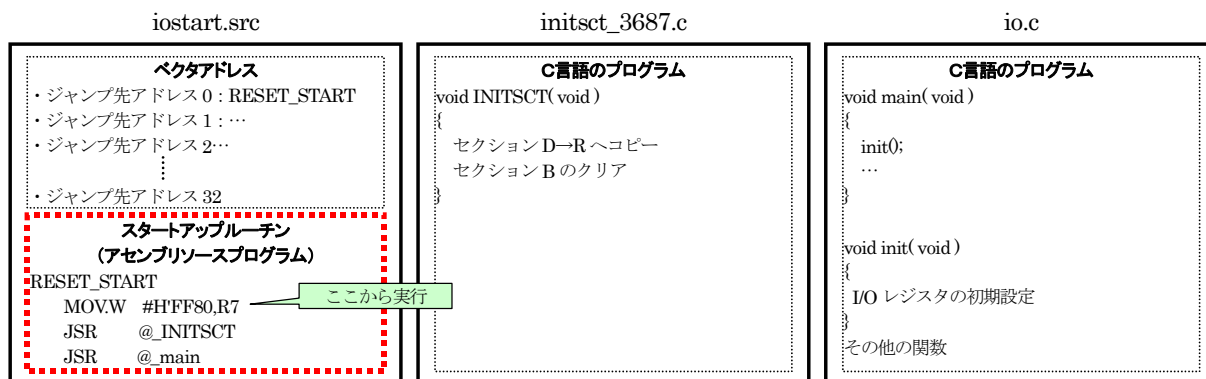 iostart.src
ベクタアドレス
・ジャンプ先アドレス 0 : RESET_START
・ジャンプ先アドレス 1 : …
・ジャンプ先アドレス 2…
⋮
・ジャンプ先アドレス 32
スタートアップルーチン
(アセンブリソースプログラム)
RESET_START
MOV.W #H'FF80,R7
JSR @_INITSCT
JSR @_main
ここから実行
initsct_3687.c
C言語のプログラム
void INITSCT( void )
{
セクション D→R へコピー
セクション B のクリア
}
io.c
C言語のプログラム
void main( void )
{
init();
…
}
void init( void )
{
I/O レジスタの初期設定
}
その他の関数